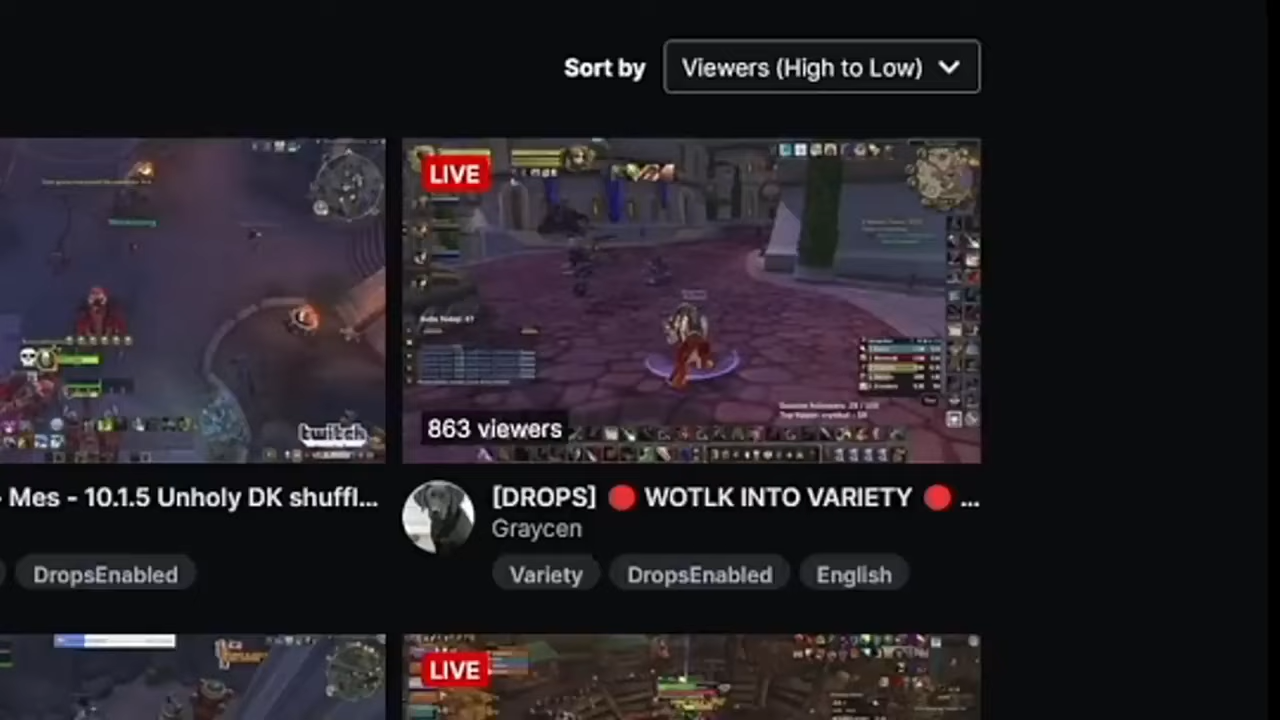 Sort by
Viewers (High to Low)
LIVE
863 viewers
twitch
- Mes - 10.1.5 Unholy DK shuffl...
[DROPS] 🔴 WOTLK INTO VARIETY 🔴 ...
Graycen
DropsEnabled
Variety
DropsEnabled
English
LIVE